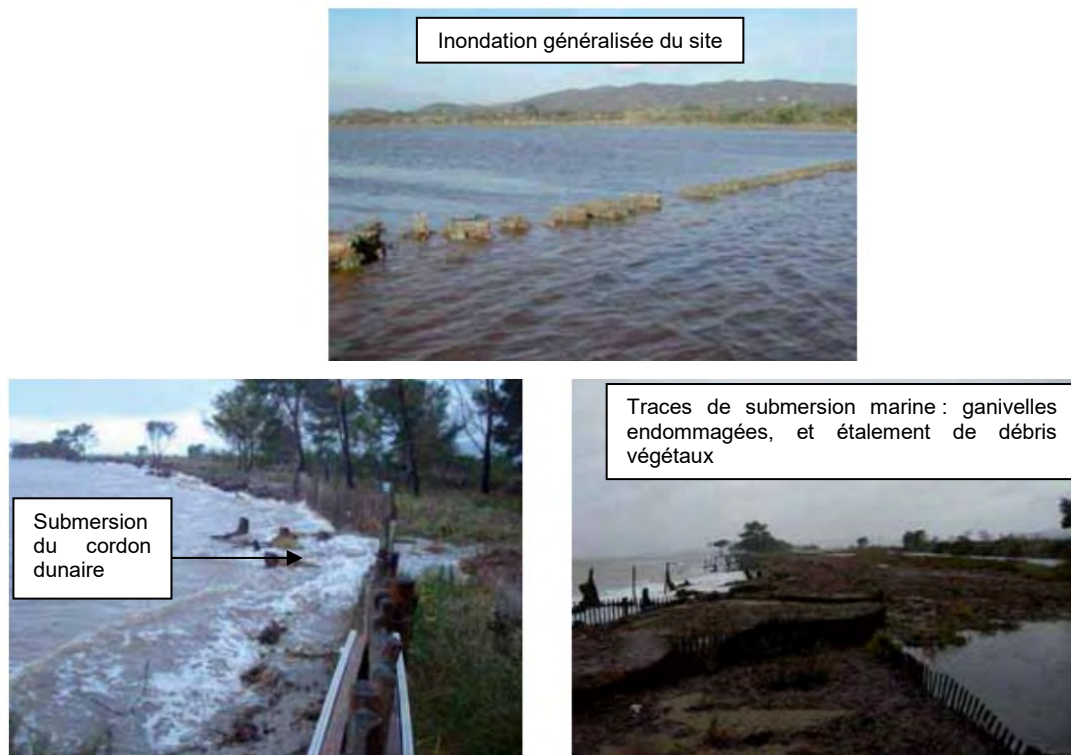 Inondation généralisée du site
Submersion
du cordon
dunaire
Traces de submersion marine : ganivelles
endommagées, et étalement de débris
végétaux